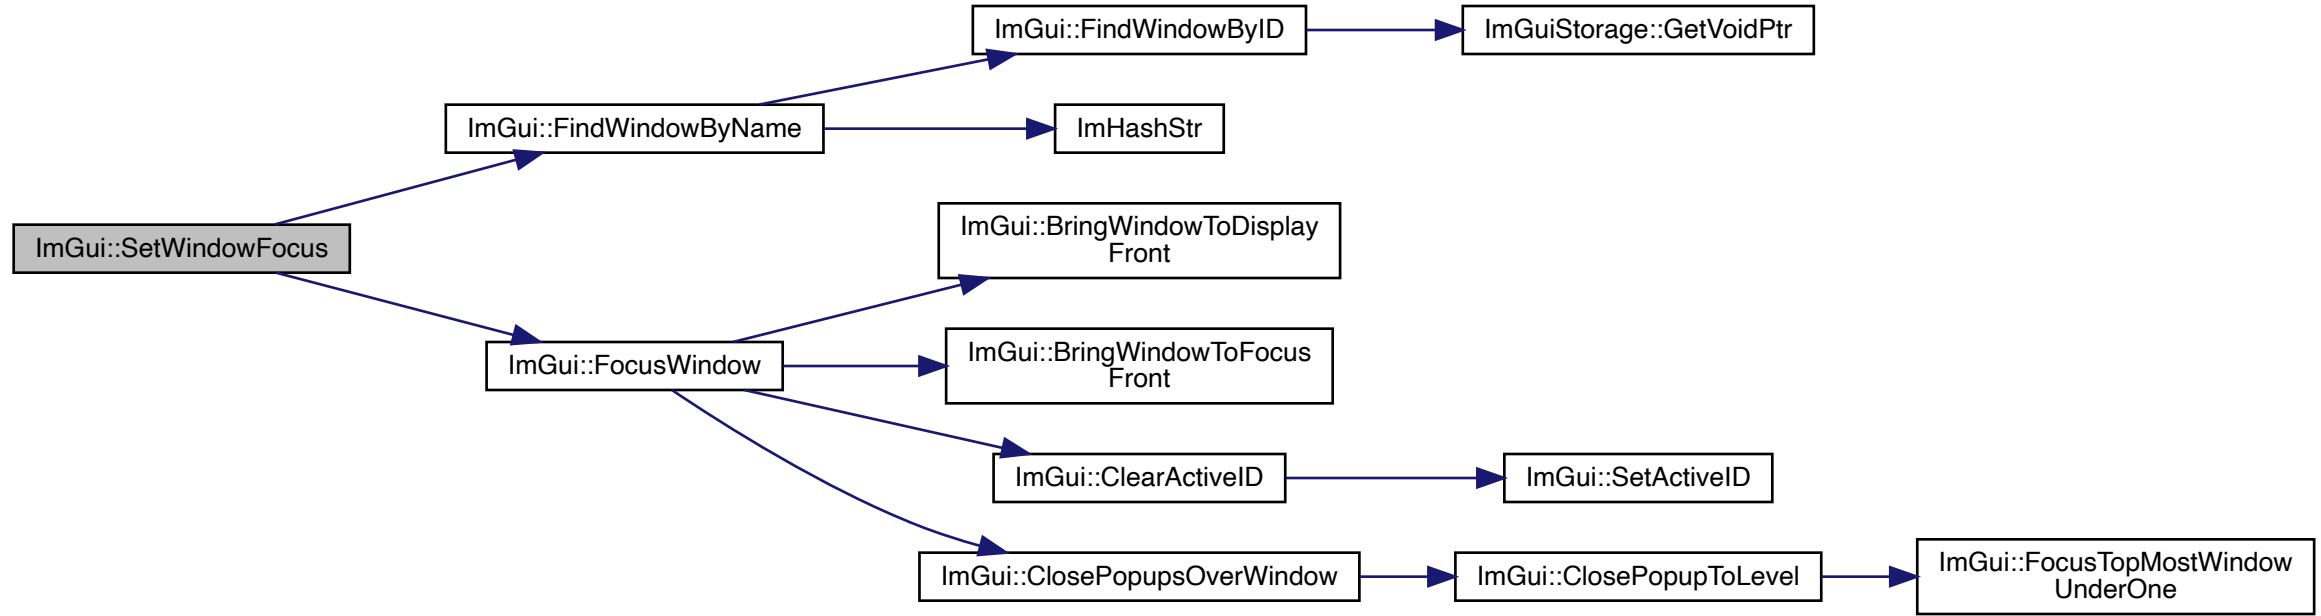 ImGui::FindWindowByID
ImGuiStorage::GetVoidPtr
ImGui::FindWindowByName
ImHashStr
ImGui::BringWindowToDisplay
Front
ImGui::SetWindowFocus
ImGui::BringWindowToFocus
Front
ImGui::FocusWindow
ImGui::ClearActiveID
ImGui::SetActiveID
ImGui::ClosePopupsOverWindow
ImGui::ClosePopupToLevel
ImGui::FocusTopMostWindow
UnderOne